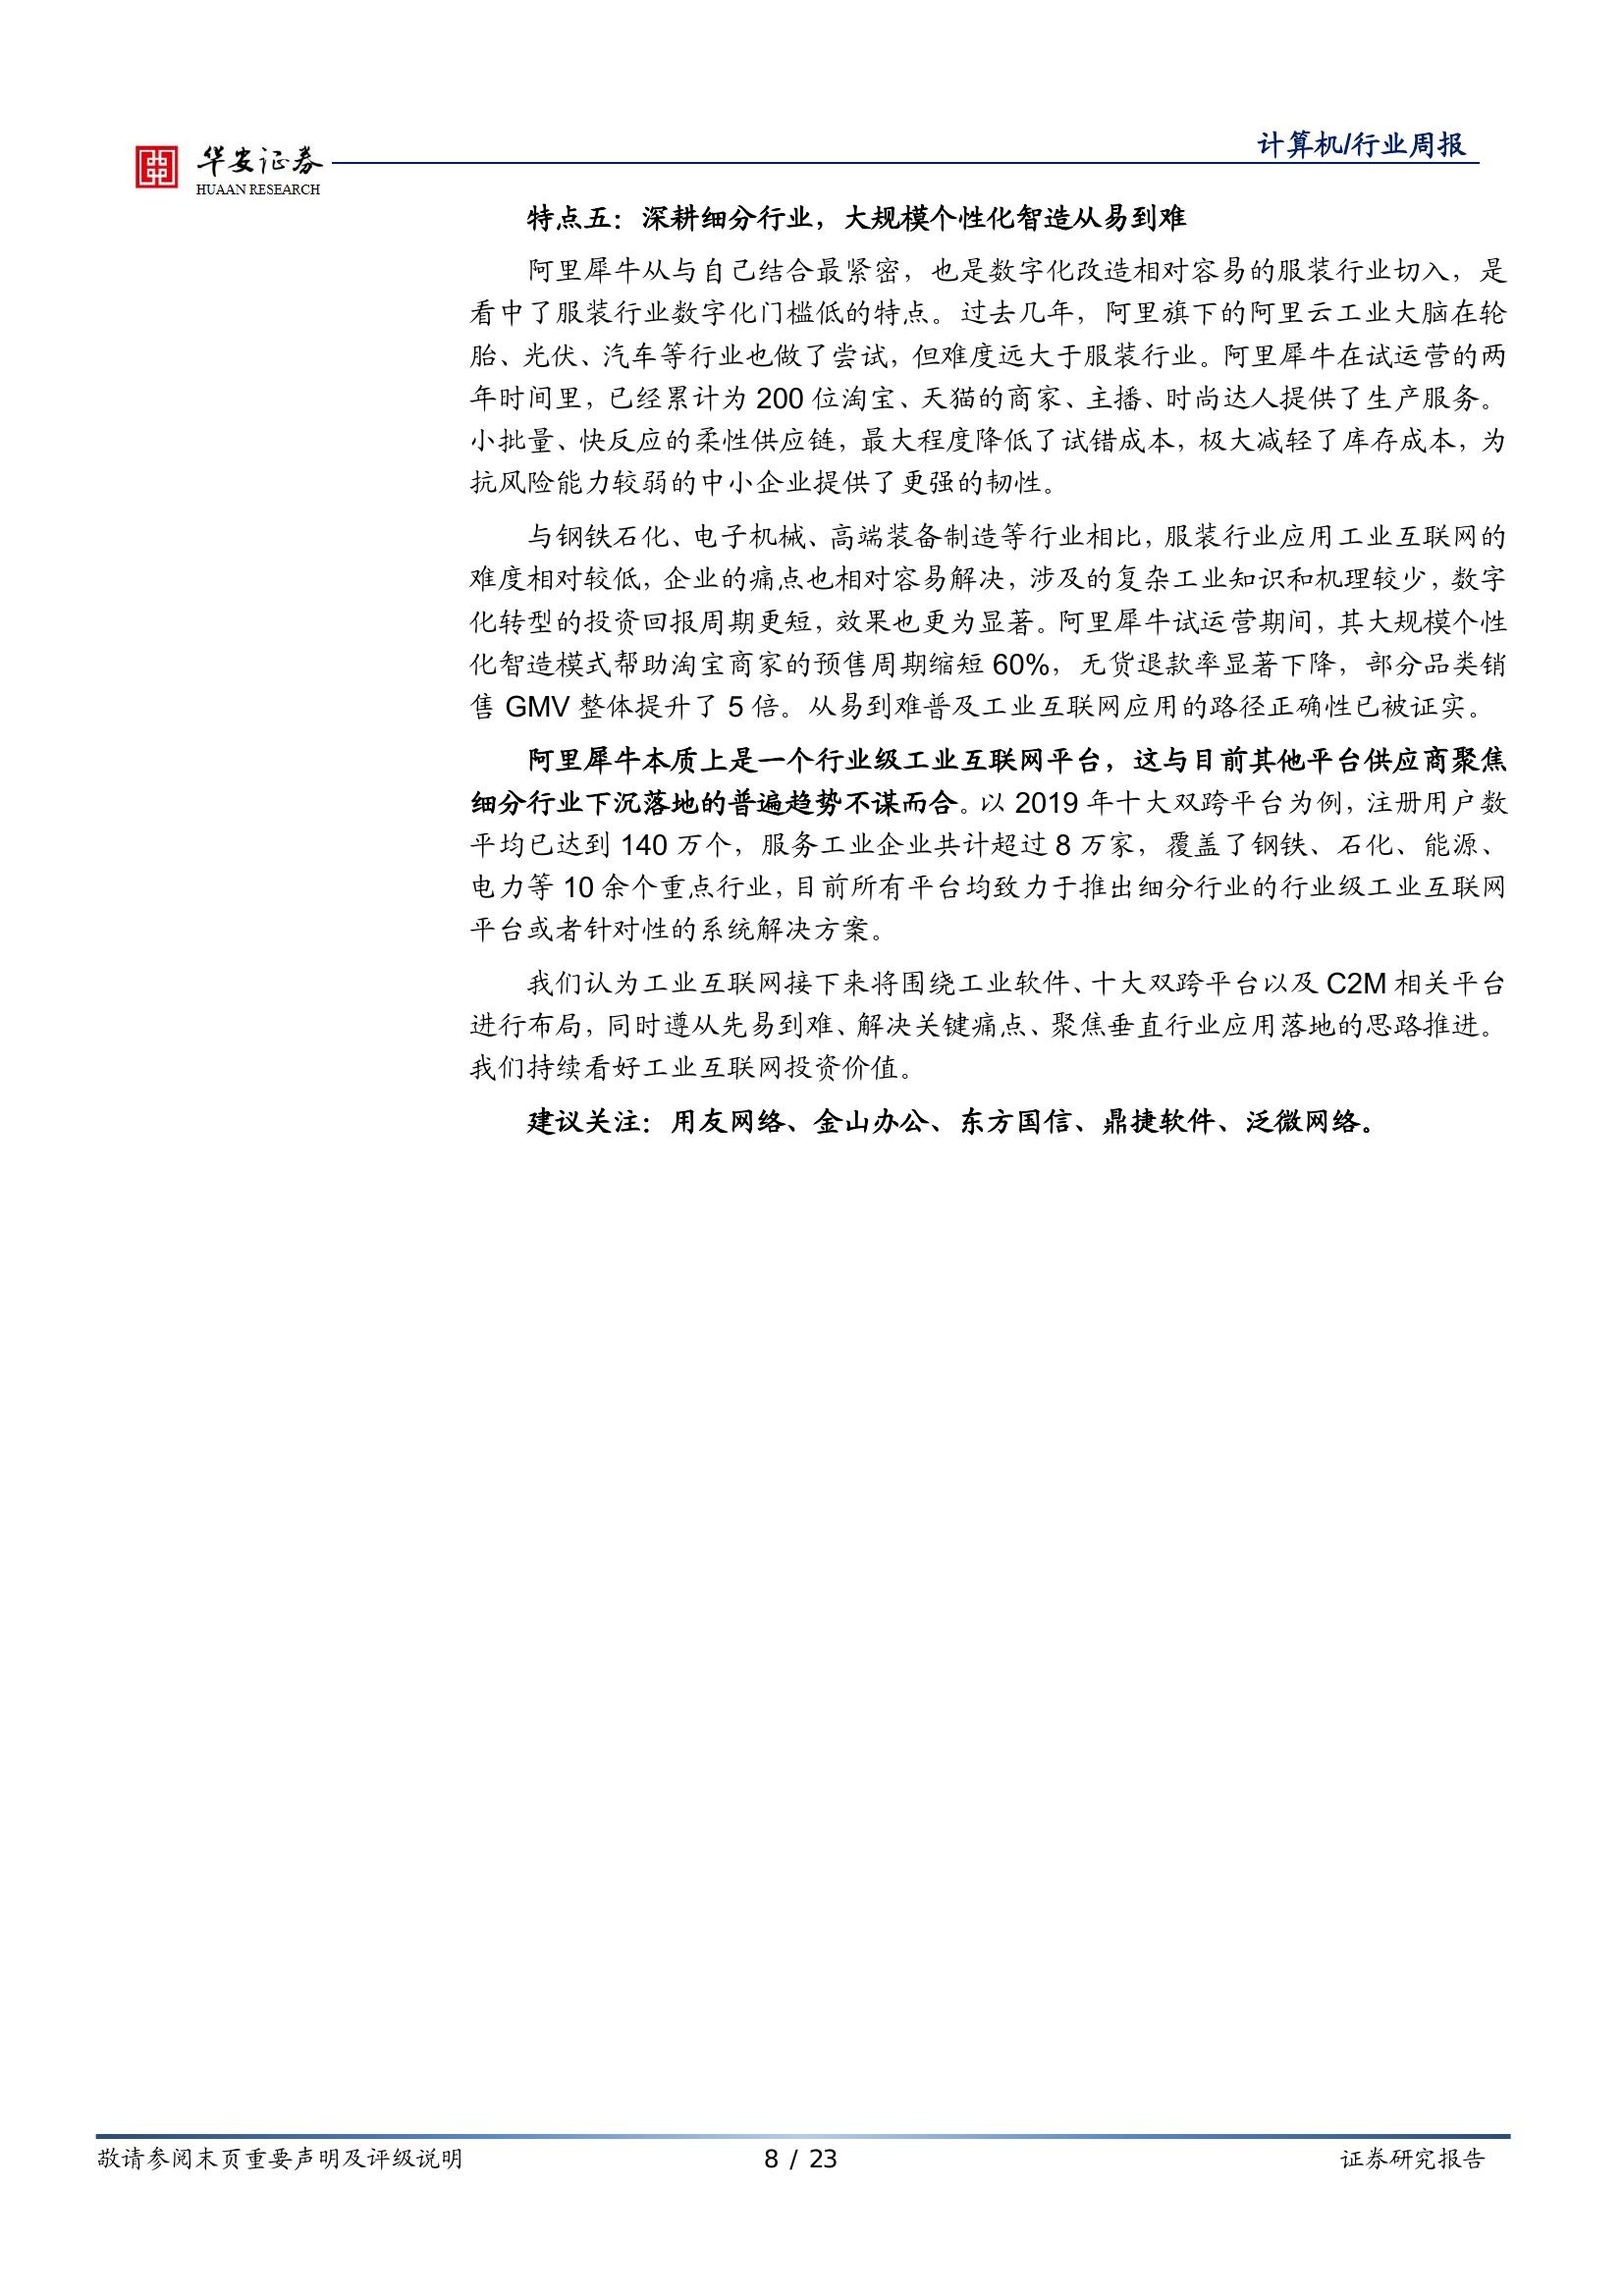 华安证券
HUAAN RESEARCH
计算机/行业周报
特点五：深耕细分行业，大规模个性化智造从易到难
阿里犀牛从与自己结合最紧密，也是数字化改造相对容易的服装行业切入，是
看中了服装行业数字化门槛低的特点。过去几年，阿里旗下的阿里云工业大脑在轮
胎、光伏、汽车等行业也做了尝试，但难度远大于服装行业。阿里犀牛在试运营的两
年时间里，已经累计为 200 位淘宝、天猫的商家、主播、时尚达人提供了生产服务。
小批量、快反应的柔性供应链，最大程度降低了试错成本，极大减轻了库存成本，为
抗风险能力较弱的中小企业提供了更强的韧性。
与钢铁石化、电子机械、高端装备制造等行业相比，服装行业应用工业互联网的
难度相对较低，企业的痛点也相对容易解决，涉及的复杂工业知识和机理较少，数字
化转型的投资回报周期更短，效果也更为显著。阿里犀牛试运营期间，其大规模个性
化智造模式帮助淘宝商家的预售周期缩短 60%，无货退款率显著下降，部分品类销
售 GMV 整体提升了 5 倍。从易到难普及工业互联网应用的路径正确性已被证实。
阿里犀牛本质上是一个行业级工业互联网平台，这与目前其他平台供应商聚焦
细分行业下沉落地的普遍趋势不谋而合。以 2019 年十大双跨平台为例，注册用户数
平均已达到 140 万个，服务工业企业共计超过 8 万家，覆盖了钢铁、石化、能源、
电力等 10 余个重点行业，目前所有平台均致力于推出细分行业的行业级工业互联网
平台或者针对性的系统解决方案。
我们认为工业互联网接下来将围绕工业软件、十大双跨平台以及 C2M 相关平台
进行布局，同时遵从先易到难、解决关键痛点、聚焦垂直行业应用落地的思路推进。
我们持续看好工业互联网投资价值。
建议关注：用友网络、金山办公、东方国信、鼎捷软件、泛微网络。
敬请参阅末页重要声明及评级说明
8 / 23
证券研究报告